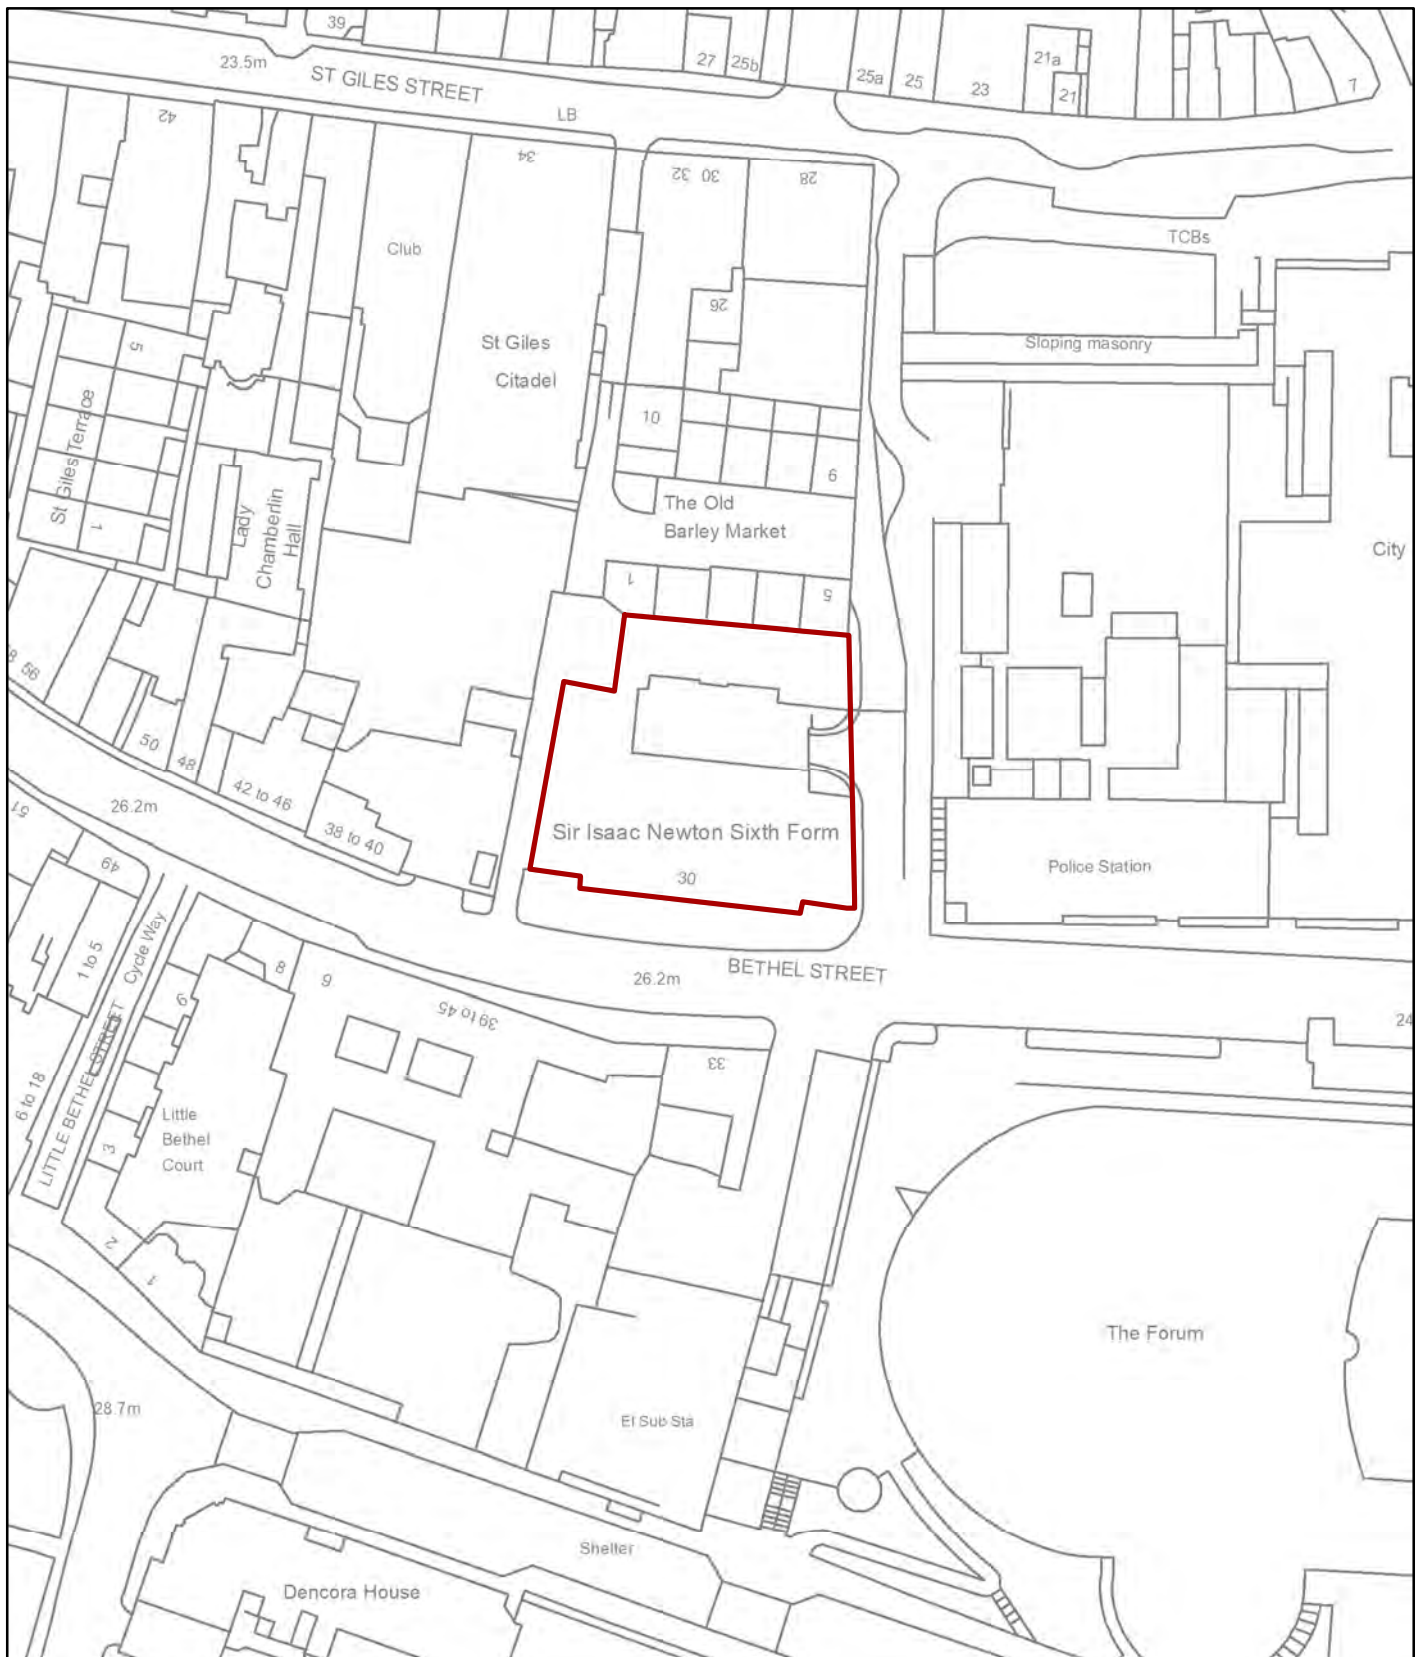 39
23.5m
ST GILES STREET
27
25b
25a
25
23
21a
21
7
42
LB
34
32
30
28
TCBs
Club
5
26
St Giles
Citadel
Sloping masonry
St Giles Terrace
10
9
1
Lady
Chamberlin
Hall
The Old
Barley Market
City
1
5
56
50
48
42 to 46
38 to 40
26.2m
51
49
Sir Isaac Newton Sixth Form
30
Police Station
1 to 5
Cycle Way
8
9
39 to 45
26.2m
BETHEL STREET
24
33
6 to 18
LITTLE BETHEL STREET
3
Little
Bethel
Court
2
1
The Forum
28.7m
El Sub Sta
Shelter
Dencora House